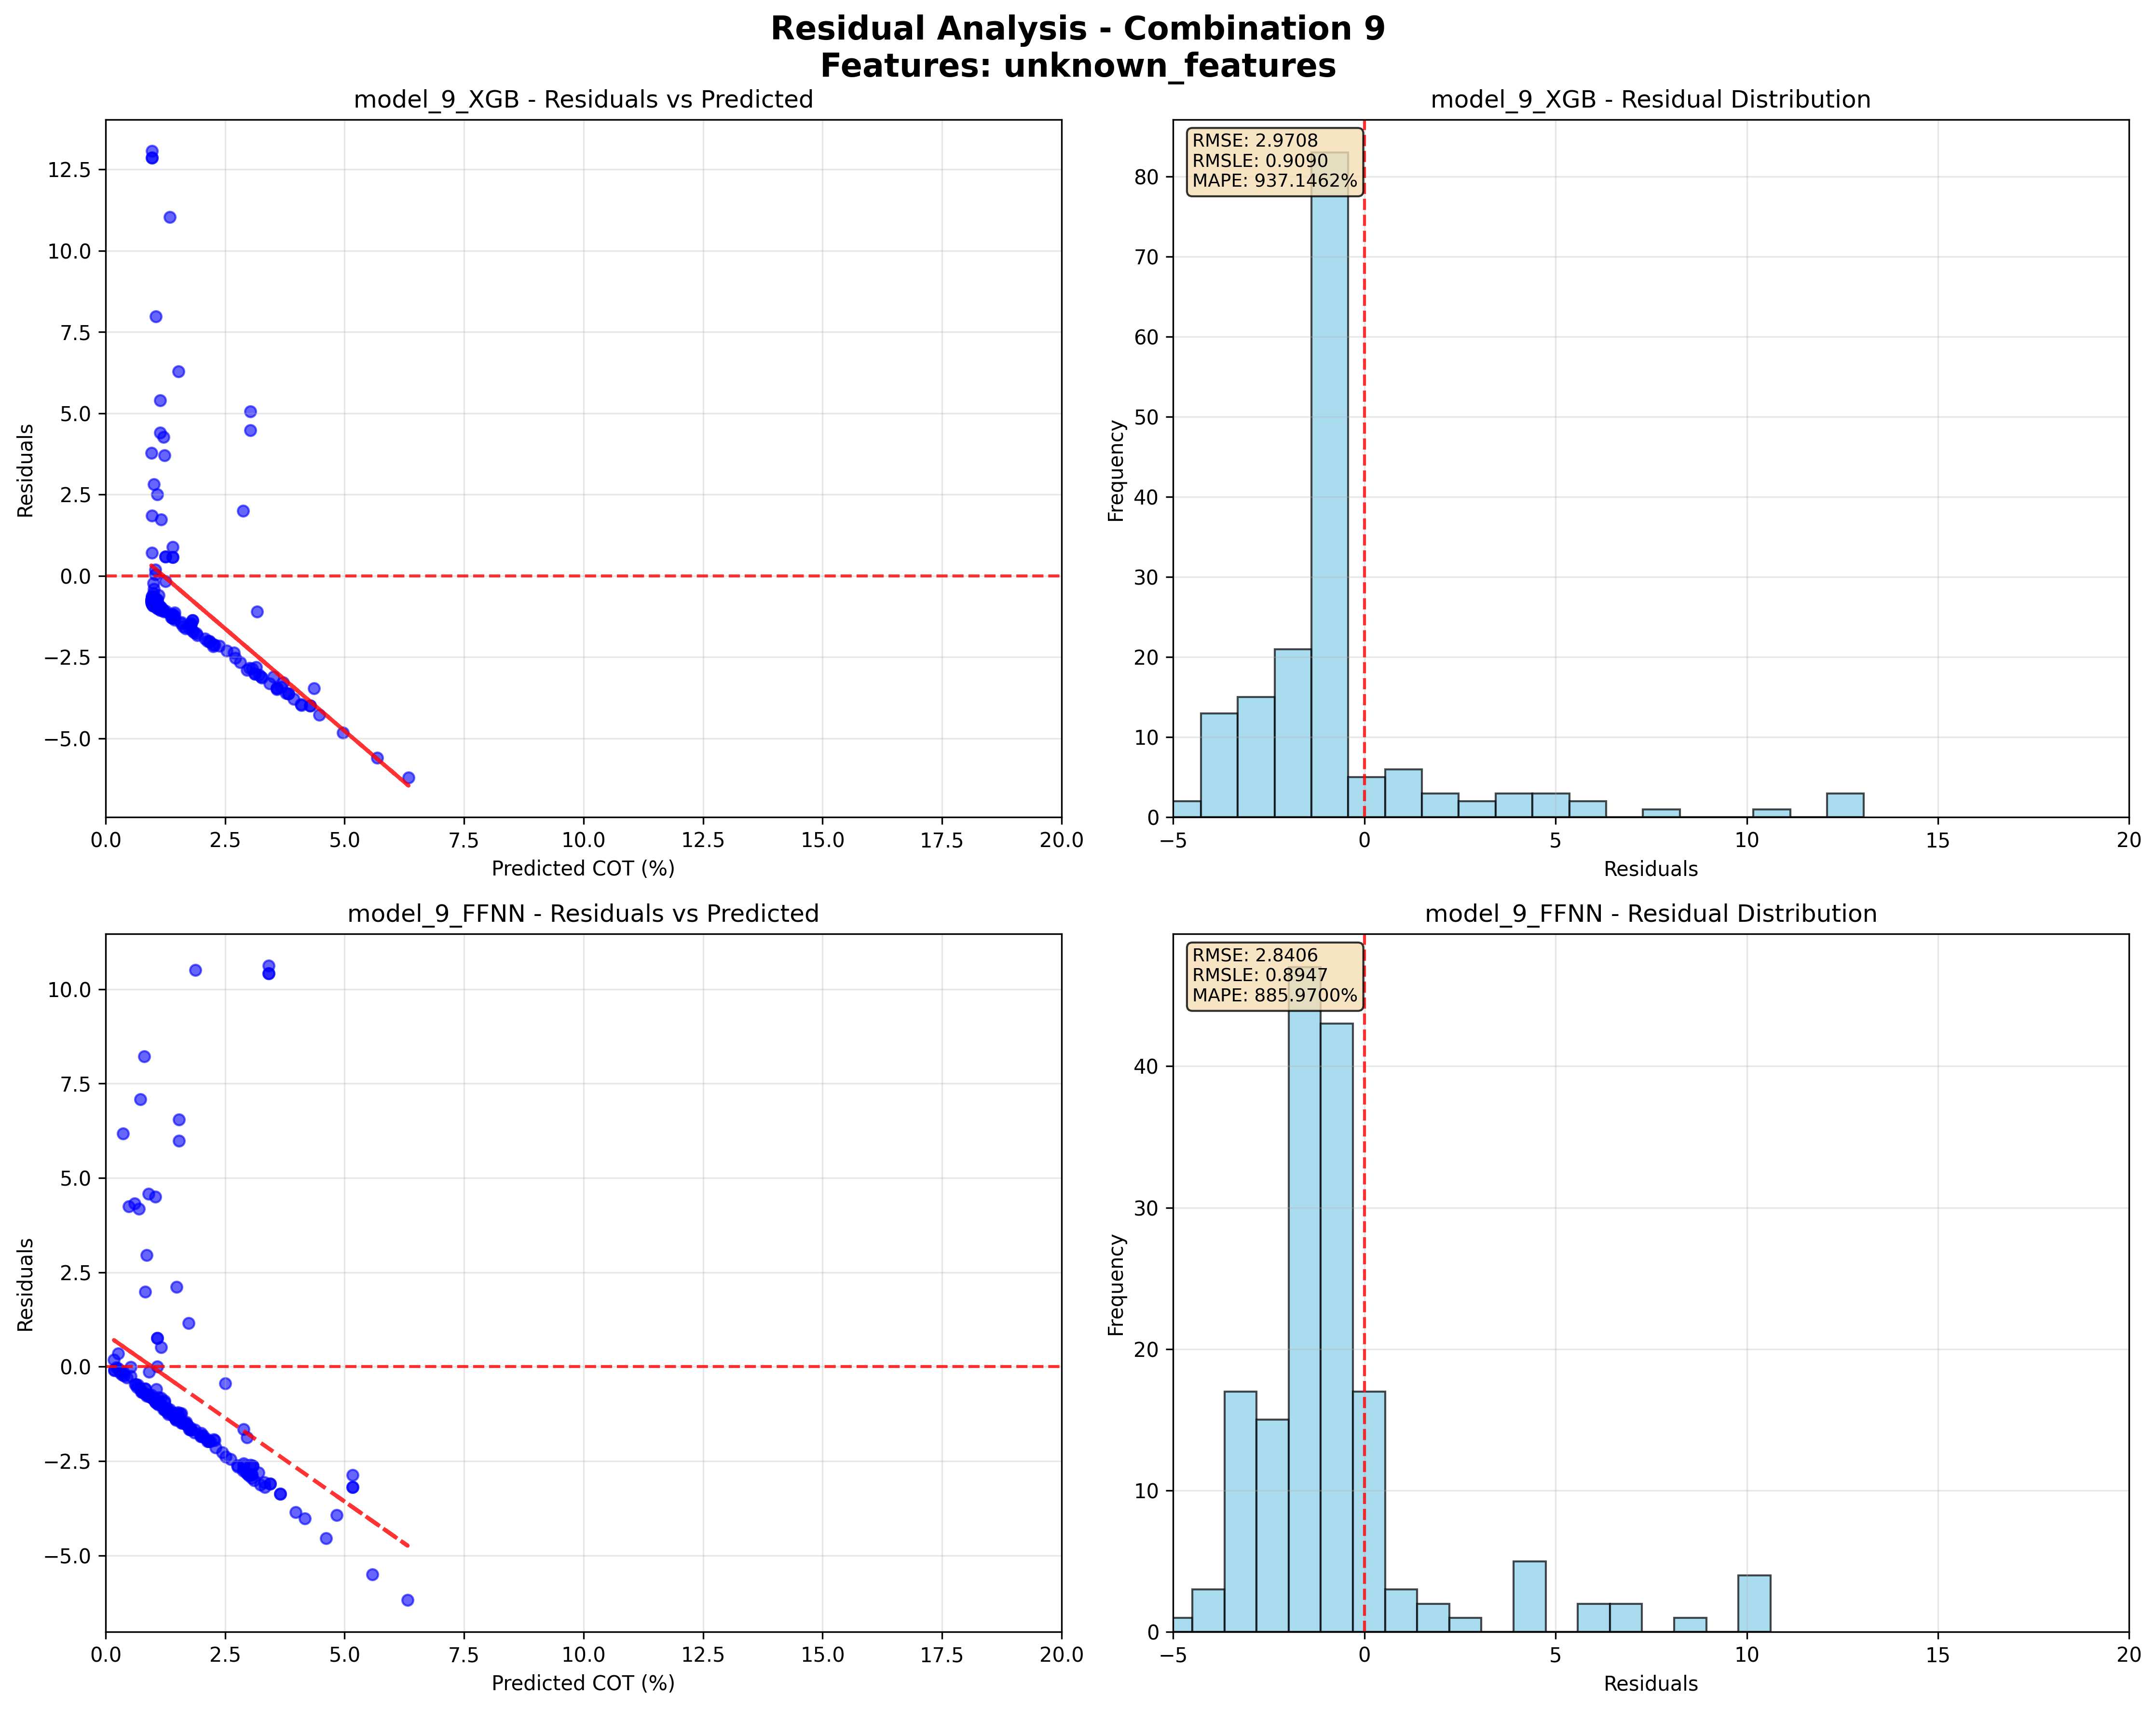 Residual Analysis - Combination 9
Features: unknown_features
model_9_XGB - Residuals vs Predicted
12.5
10.0
7.5
5.0
2.5
0.0
−2.5
−5.0
Residuals
0.0 2.5 5.0 7.5 10.0 12.5 15.0 17.5 20.0
Predicted COT (%)
model_9_XGB - Residual Distribution
RMSE: 2.9708
RMSLE: 0.9090
MAPE: 937.1462%
80
70
60
50
40
30
20
10
0
Frequency
−5 0 5 10 15 20
Residuals
model_9_FFNN - Residuals vs Predicted
10.0
7.5
5.0
2.5
0.0
−2.5
−5.0
Residuals
0.0 2.5 5.0 7.5 10.0 12.5 15.0 17.5 20.0
Predicted COT (%)
model_9_FFNN - Residual Distribution
RMSE: 2.8406
RMSLE: 0.8947
MAPE: 885.9700%
40
30
20
10
0
Frequency
−5 0 5 10 15 20
Residuals